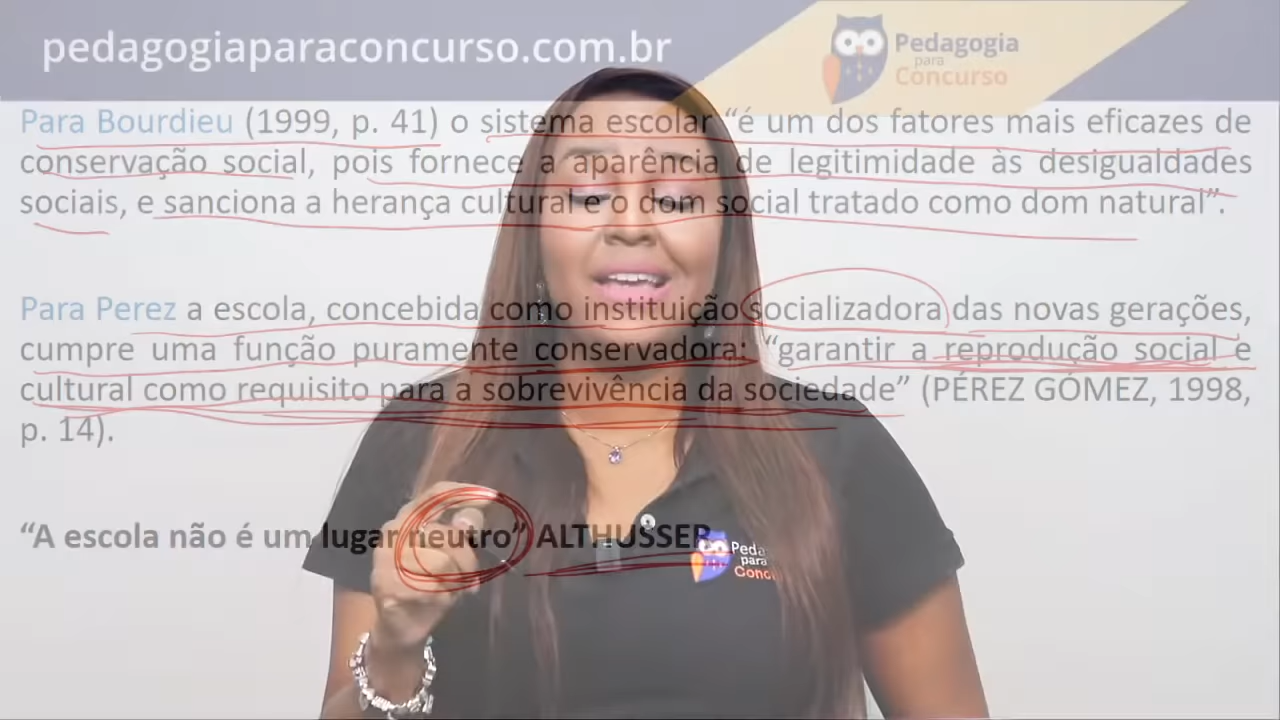 pedagogiaparaconcurso.com.br
Pedagogia
para
Concurso
Para Bourdieu (1999, p. 41) o sistema escolar “é um dos fatores mais eficazes de
conservação social, pois fornece a aparência de legitimidade às desigualdades
sociais, e sanciona a herança cultural e o dom social tratado como dom natural”.
Para Perez a escola, concebida como instituição socializadora das novas gerações,
cumpre uma função puramente conservadora: “garantir a reprodução social e
cultural como requisito para a sobrevivência da sociedade” (PÉREZ GÓMEZ, 1998,
p. 14).
“A escola não é um lugar neutro” ALTHUSSER
Peda
para
Conc